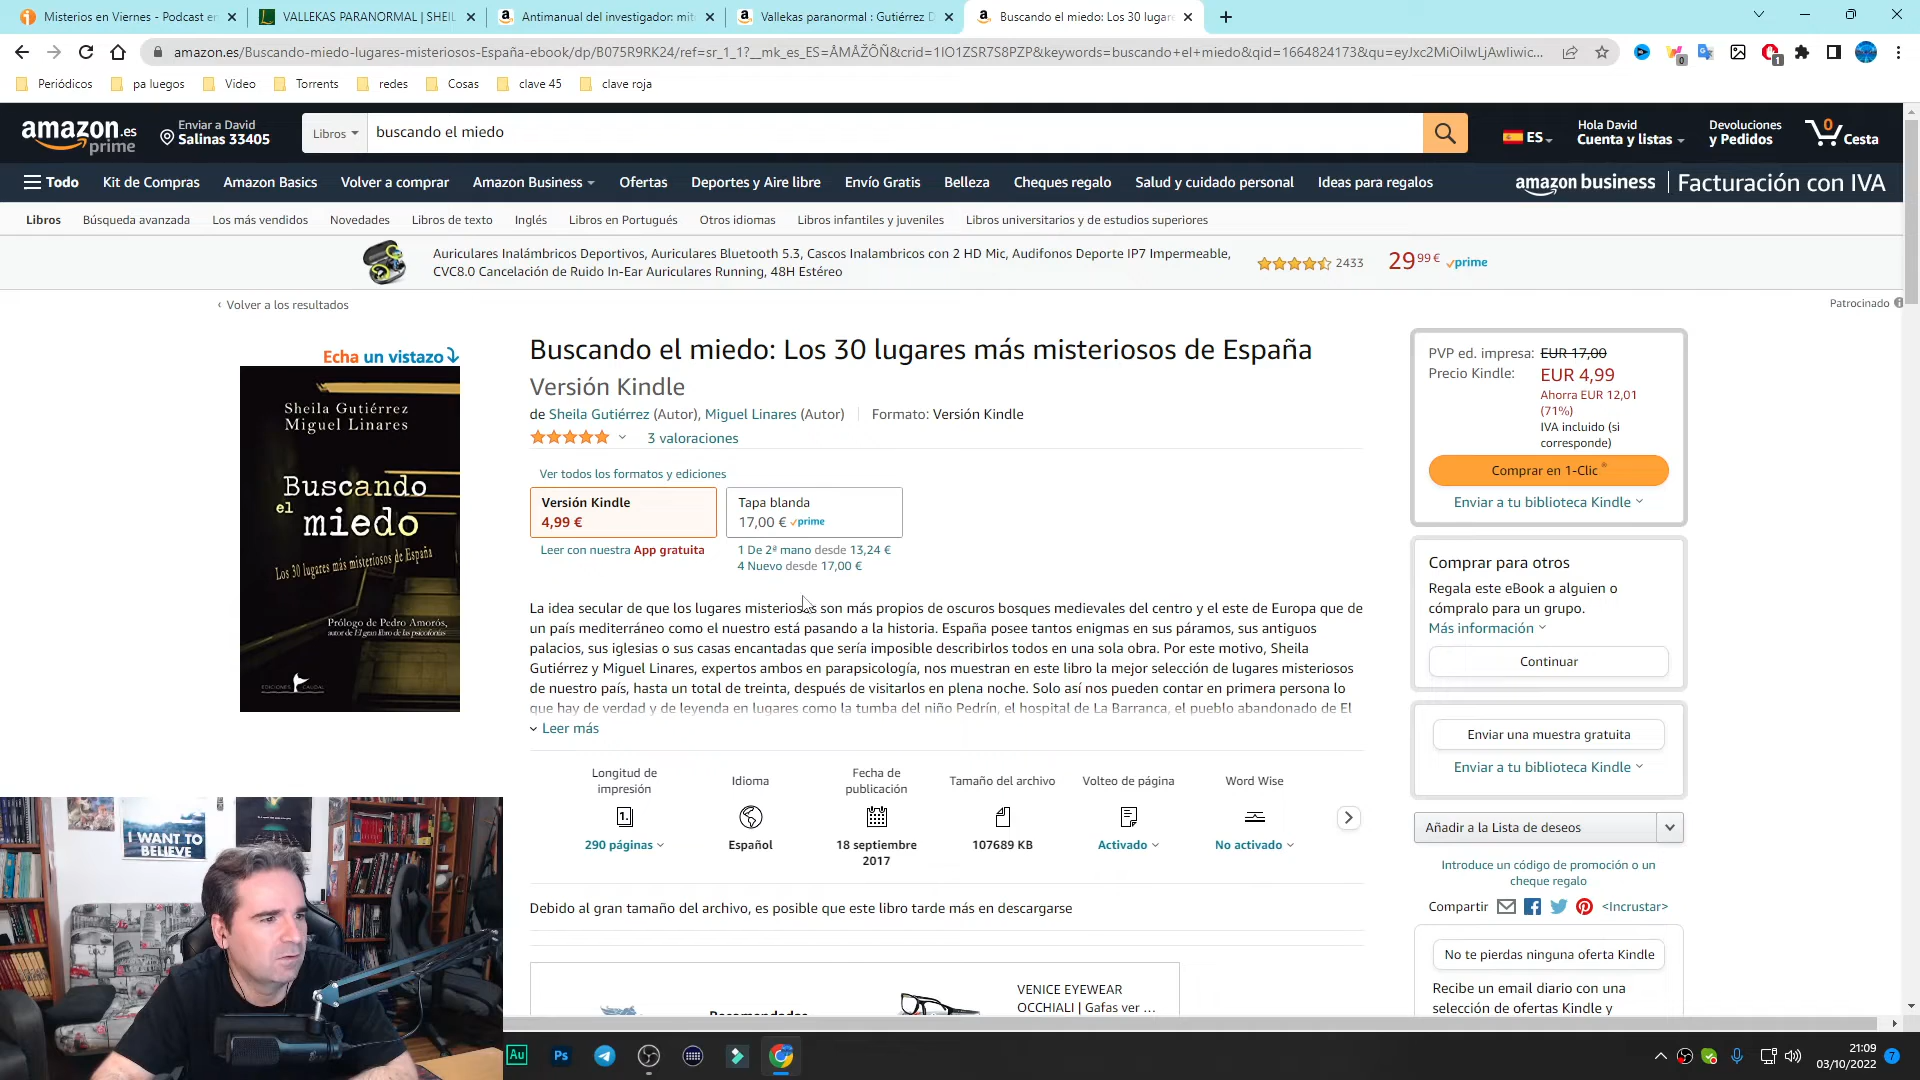 Misterios en Viernes - Podcast en
VALLEKAS PARANORMAL | SHEIL
Antimanual del investigador: mit
Vallekas paranormal : Gutiérrez D
Buscando el miedo: Los 30 lugar
amazon.es/Buscando-miedo-lugares-misteriosos-España-ebook/dp/B075R9RK24/ref=sr_1_1?__mk_es_ES=ÅMÅŽÕÑ&crid=1IO1ZSR7S8PZP&keywords=buscando+el+miedo&qid=1664824173&qu=eyJxc2MiOiIwLjAwIiwic...
0
1
Periódicos
pa luegos
Video
Torrents
redes
Cosas
clave 45
clave roja
amazon.es
prime
Enviar a David
Salinas 33405
Libros
buscando el miedo
ES
Hola David
Cuenta y listas
Devoluciones
y Pedidos
0
Cesta
Todo
Kit de Compras
Amazon Basics
Volver a comprar
Amazon Business
Ofertas
Deportes y Aire libre
Envío Gratis
Belleza
Cheques regalo
Salud y cuidado personal
Ideas para regalos
amazon business | Facturación con IVA
Libros
Búsqueda avanzada
Los más vendidos
Novedades
Libros de texto
Inglés
Libros en Portugués
Otros idiomas
Libros infantiles y juveniles
Libros universitarios y de estudios superiores
Auriculares Inalámbricos Deportivos, Auriculares Bluetooth 5.3, Cascos Inalambricos con 2 HD Mic, Audifonos Deporte IP7 Impermeable,
CVC8.0 Cancelación de Ruido In-Ear Auriculares Running, 48H Estéreo
2433
29,99 € prime
‹ Volver a los resultados
Patrocinado
Echa un vistazo
Sheila Gutiérrez
Miguel Linares
Buscando
el
miedo
Los 30 lugares más misteriosos de España
Prólogo de Pedro Amorós,
autor de El gran libro de las psicofonías
EDICIONES CAUDAL
Buscando el miedo: Los 30 lugares más misteriosos de España
Versión Kindle
de Sheila Gutiérrez (Autor), Miguel Linares (Autor) | Formato: Versión Kindle
3 valoraciones
Ver todos los formatos y ediciones
Versión Kindle
4,99 €
Tapa blanda
17,00 € prime
Leer con nuestra App gratuita
1 De 2ª mano desde 13,24 €
4 Nuevo desde 17,00 €
La idea secular de que los lugares misteriosos son más propios de oscuros bosques medievales del centro y el este de Europa que de
un país mediterráneo como el nuestro está pasando a la historia. España posee tantos enigmas en sus páramos, sus antiguos
palacios, sus iglesias o sus casas encantadas que sería imposible describirlos todos en una sola obra. Por este motivo, Sheila
Gutiérrez y Miguel Linares, expertos ambos en parapsicología, nos muestran en este libro la mejor selección de lugares misteriosos
de nuestro país, hasta un total de treinta, después de visitarlos en plena noche. Solo así nos pueden contar en primera persona lo
que hay de verdad y de leyenda en lugares como la tumba del niño Pedrín, el hospital de La Barranca, el pueblo abandonado de El
Leer más
Longitud de
impresión
290 páginas
Idioma
Español
Fecha de
publicación
18 septiembre
2017
Tamaño del archivo
107689 KB
Volteo de página
Activado
Word Wise
No activado
Debido al gran tamaño del archivo, es posible que este libro tarde más en descargarse
VENICE EYEWEAR
OCCHIALI | Gafas ver ...
Recomendadas
PVP ed. impresa: EUR 17,00
Precio Kindle: EUR 4,99
Ahorra EUR 12,01
(71%)
IVA incluido (si
corresponde)
Comprar en 1-Clic ®
Enviar a tu biblioteca Kindle
Comprar para otros
Regala este eBook a alguien o
cómpralo para un grupo.
Más información
Continuar
Enviar una muestra gratuita
Enviar a tu biblioteca Kindle
Añadir a la Lista de deseos
Introduce un código de promoción o un
cheque regalo
Compartir
<Incrustar>
No te pierdas ninguna oferta Kindle
Recibe un email diario con una
selección de ofertas Kindle y
I WANT TO
BELIEVE
Au
Ps
21:09
03/10/2022
7